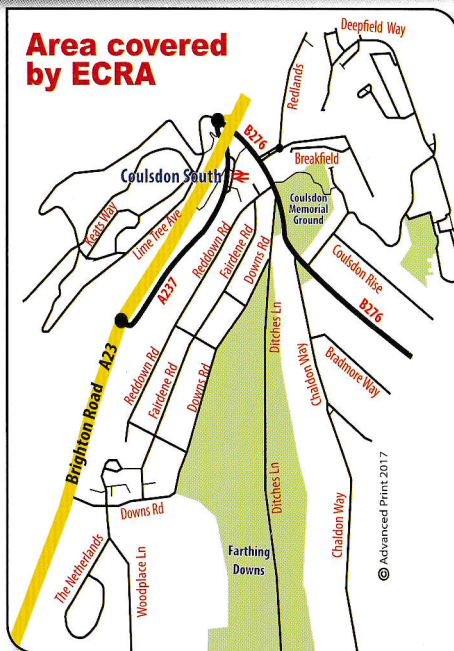 Area covered
by ECRA
Deepfield Way
Redlands
B276
Breakfield
Coulsdon South
Coulsdon
Memorial
Ground
Keats Way
Lime Tree Ave
Reddown Rd
Fairdene Rd
Downs Rd
Coulsdon Rise
A237
Ditches Ln
B276
Chaldon Way
Bradmore Way
Brighton Road A23
Reddown Rd
Fairdene Rd
Downs Rd
Ditches Ln
Chaldon Way
Downs Rd
The Netherlands
Woodplace Ln
Farthing
Downs
© Advanced Print 2017